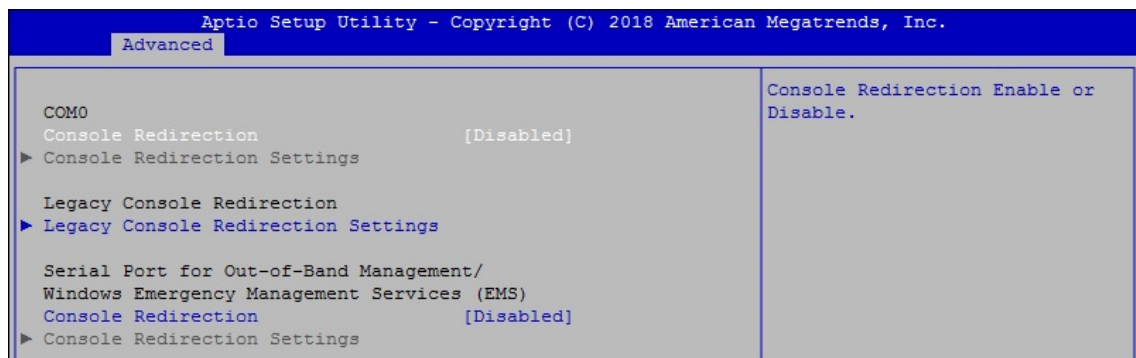 Aptio Setup Utility - Copyright (C) 2018 American Megatrends, Inc.
Advanced
COM0
Console Redirection [Disabled]
► Console Redirection Settings
Legacy Console Redirection
► Legacy Console Redirection Settings
Serial Port for Out-of-Band Management/
Windows Emergency Management Services (EMS)
Console Redirection [Disabled]
► Console Redirection Settings
Console Redirection Enable or
Disable.